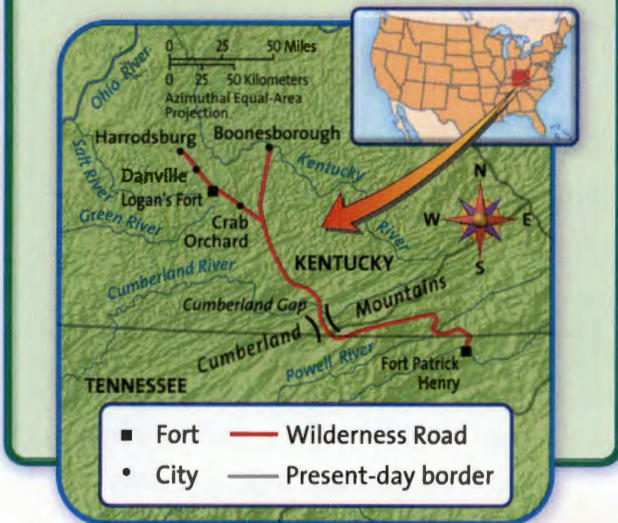 0 25 50 Miles
0 25 50 Kilometers
Azimuthal Equal-Area
Projection
Ohio River
Harrodsburg
Boonesborough
Salt River
Danville
Logan's Fort
Kentucky
River
Green River
Crab
Orchard
N
W
E
S
KENTUCKY
Cumberland River
Cumberland Gap
Cumberland
Mountains
Powell River
Fort Patrick
Henry
TENNESSEE
Fort
Wilderness Road
City
Present-day border